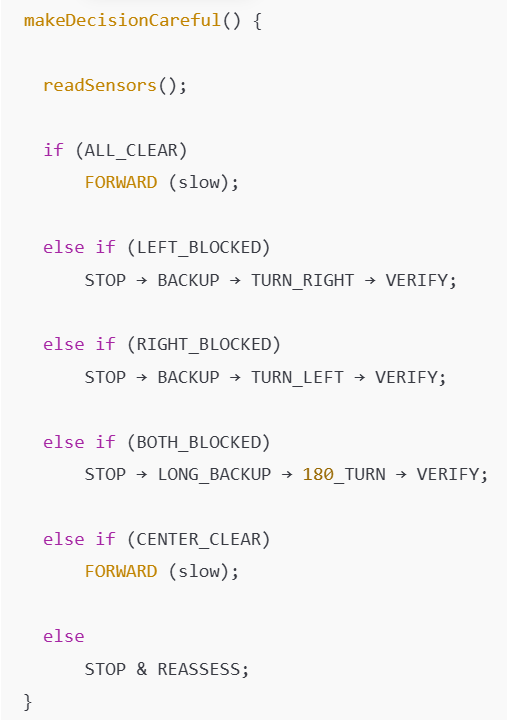 makeDecisionCareful() {
readSensors();
if (ALL_CLEAR)
FORWARD (slow);
else if (LEFT_BLOCKED)
STOP → BACKUP → TURN_RIGHT → VERIFY;
else if (RIGHT_BLOCKED)
STOP → BACKUP → TURN_LEFT → VERIFY;
else if (BOTH_BLOCKED)
STOP → LONG_BACKUP → 180_TURN → VERIFY;
else if (CENTER_CLEAR)
FORWARD (slow);
else
STOP & REASSESS;
}